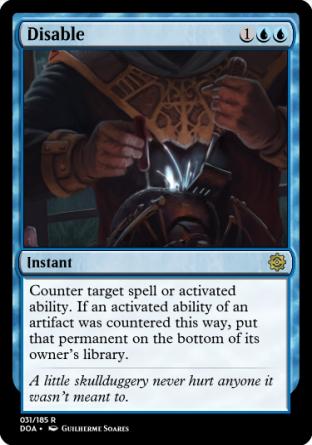 Disable 1
Instant
Counter target spell or activated
ability. If an activated ability of an
artifact was countered this way, put
that permanent on the bottom of its
owner's library.
A little skullduggery never hurt anyone it
wasn't meant to.
031/185 R
DOA • Guilherme Soares